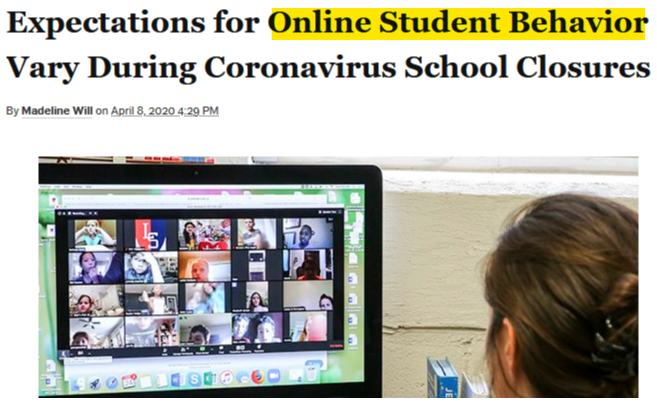 Expectations for Online Student Behavior
Vary During Coronavirus School Closures
By Madeline Will on April 8, 2020 4:29 PM